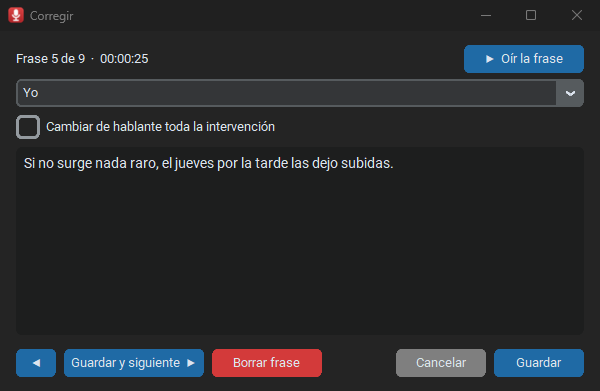 Corregir
Frase 5 de 9 · 00:00:25
► Oír la frase
Yo
Cambiar de hablante toda la intervención
Si no surge nada raro, el jueves por la tarde las dejo subidas.
◄ Guardar y siguiente ► Borrar frase Cancelar Guardar